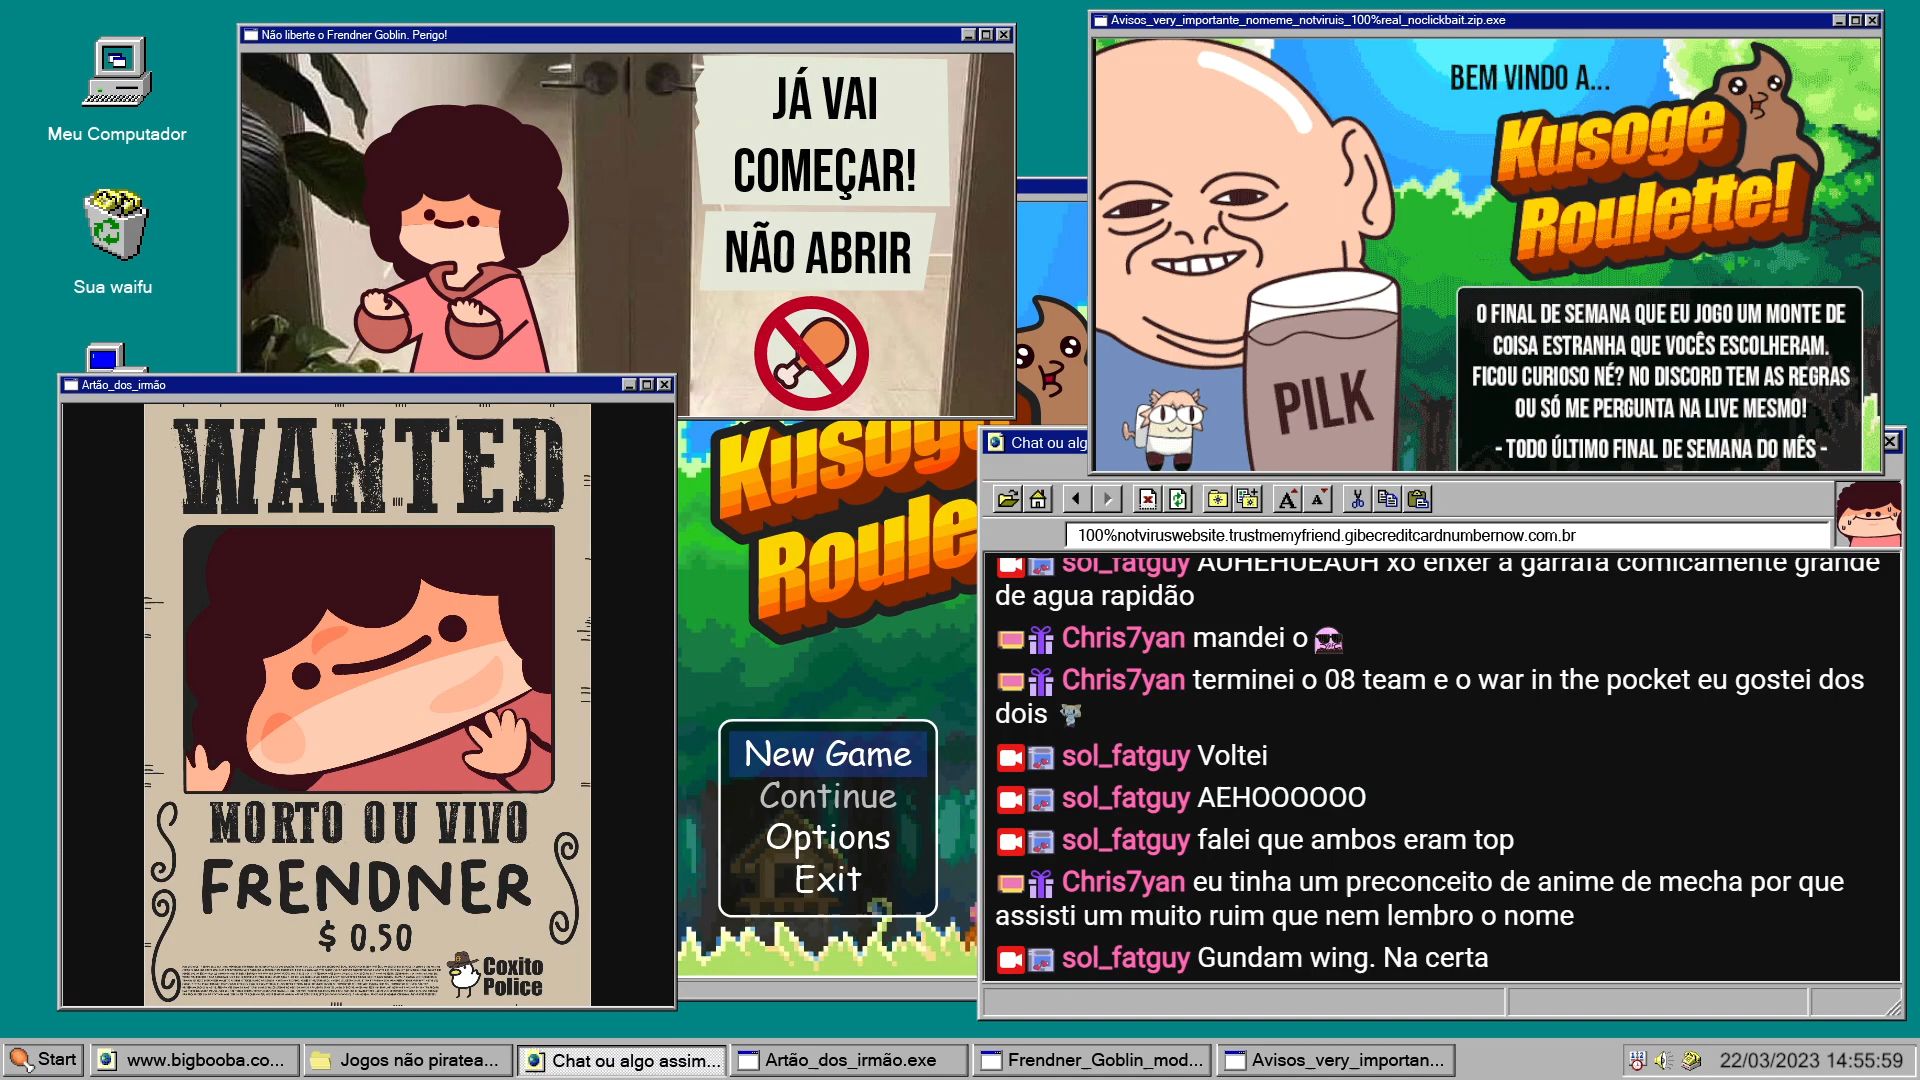 Meu Computador
Sua waifu
Não liberte o Frendner Goblin. Perigo!
JÁ VAI
COMEÇAR!
NÃO ABRIR
Avisos_very_importante_nomeme_notviruis_100%real_noclickbait.zip.exe
BEM VINDO A...
Kusoge
Roulette!
O FINAL DE SEMANA QUE EU JOGO UM MONTE DE
COISA ESTRANHA QUE VOCÊS ESCOLHERAM.
FICOU CURIOSO NÉ? NO DISCORD TEM AS REGRAS
OU SÓ ME PERGUNTA NA LIVE MESMO!
- TODO ÚLTIMO FINAL DE SEMANA DO MÊS -
PILK
Artão_dos_irmão
WANTED
MORTO OU VIVO
FRENDNER
$ 0.50
Coxito
Police
Kusoge
Roule
New Game
Continue
Options
Exit
Chat ou alg
100%notviruswebsite.trustmemyfriend.gibecreditcardnumbernow.com.br
sol_fatguy AUHEHUEAUH xo enxer a garrafa comicamente grande
de agua rapidão
Chris7yan mandei o
Chris7yan terminei o 08 team e o war in the pocket eu gostei dos
dois
sol_fatguy Voltei
sol_fatguy AEHOOOOOO
sol_fatguy falei que ambos eram top
Chris7yan eu tinha um preconceito de anime de mecha por que
assisti um muito ruim que nem lembro o nome
sol_fatguy Gundam wing. Na certa
Start
www.bigbooba.co...
Jogos não piratea...
Chat ou algo assim...
Artão_dos_irmão.exe
Frendner_Goblin_mod...
Avisos_very_importan...
22/03/2023 14:55:59